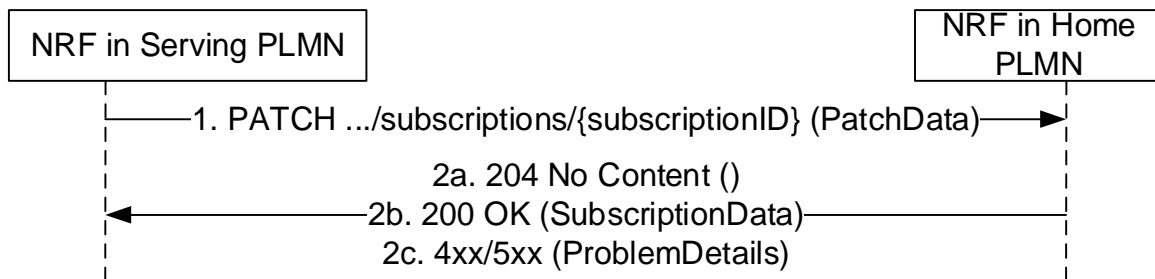 NRF in Serving PLMN
NRF in Home
PLMN
1. PATCH .../subscriptions/{subscriptionID} (PatchData)
2a. 204 No Content ()
2b. 200 OK (SubscriptionData)
2c. 4xx/5xx (ProblemDetails)